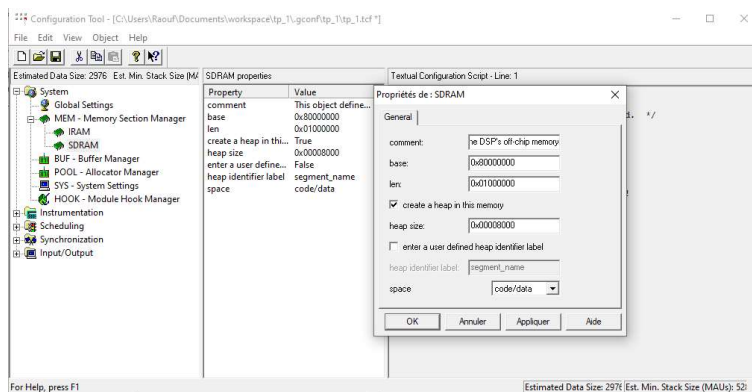 Configuration Tool - [C:\Users\Raouf\Documents\workspace\tp_1\.gconf\tp_1\tp_1.tcf *]
File Edit View Object Help
Estimated Data Size: 2976 Est. Min. Stack Size (MA
System
Global Settings
MEM - Memory Section Manager
IRAM
SDRAM
BUF - Buffer Manager
POOL - Allocator Manager
SYS - System Settings
HOOK - Module Hook Manager
Instrumentation
Scheduling
Synchronization
Input/Output
SDRAM properties
Property Value
comment This object define...
base 0x80000000
len 0x01000000
create a heap in thi... True
heap size 0x00008000
enter a user define... False
heap identifier label segment_name
space code/data
Textual Configuration Script - Line: 1
d. */
Propriétés de : SDRAM
General
comment: ne DSP's off-chip memory
base: 0x80000000
len: 0x01000000
create a heap in this memory
heap size: 0x00008000
enter a user defined heap identifier label
heap identifier label: segment_name
space code/data
OK Annuler Appliquer Aide
For Help, press F1
Estimated Data Size: 2976 Est. Min. Stack Size (MAUs): 52